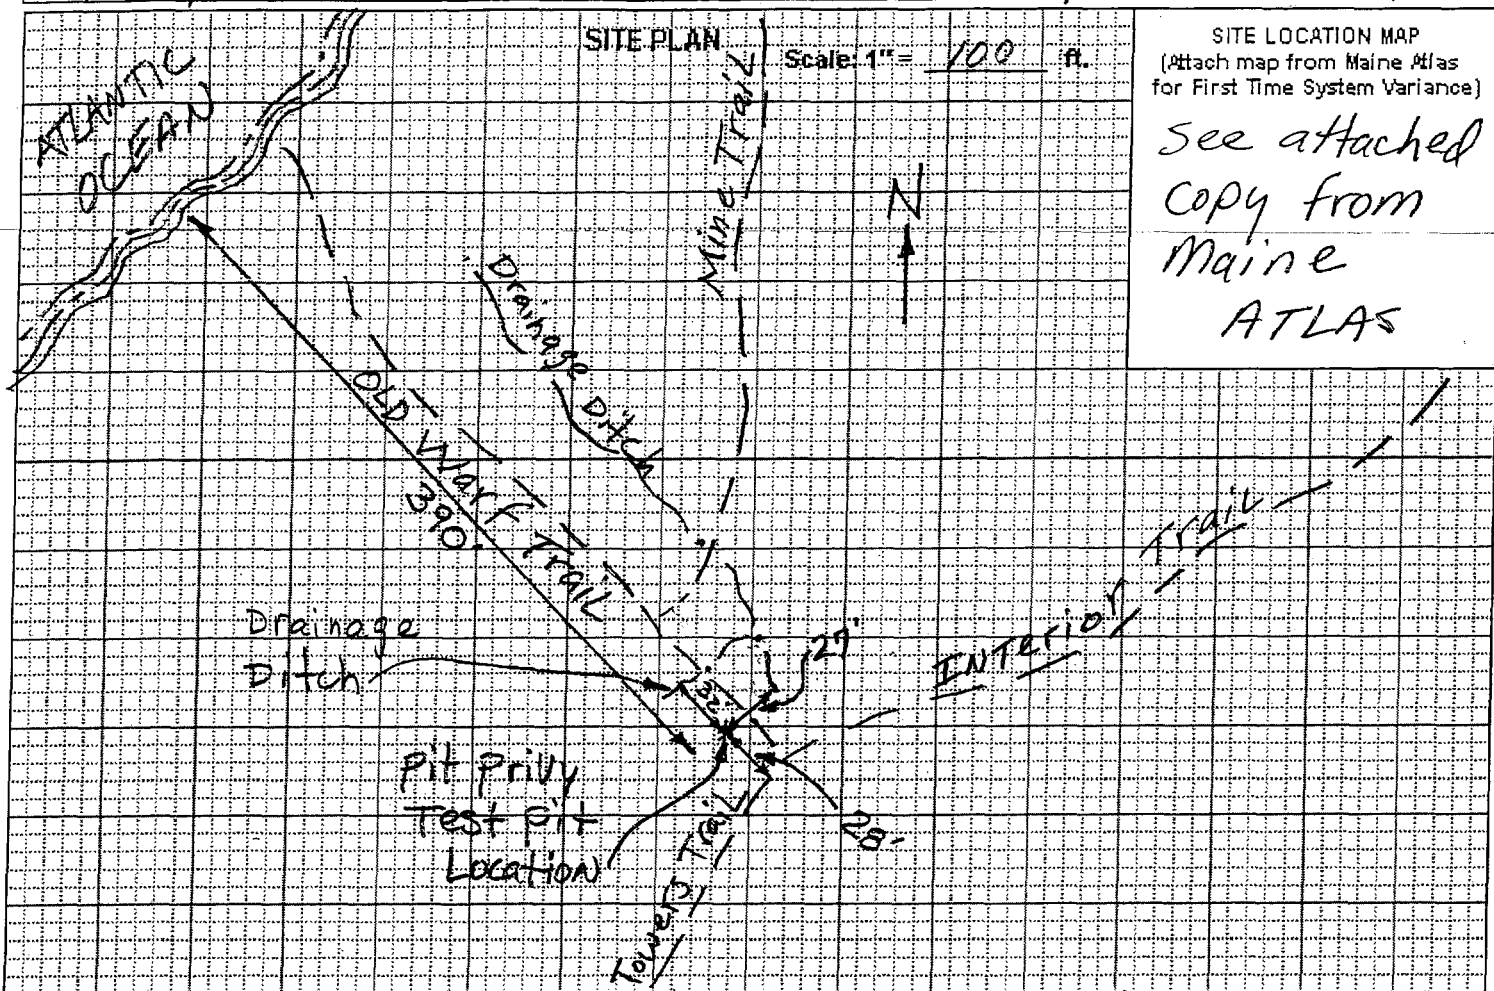 SITE PLAN
Scale: 1" = 100 ft.
SITE LOCATION MAP
(Attach map from Maine Atlas
for First Time System Variance)
see attached
copy from
Maine
ATLAS
ATLANTIC
OCEAN
Mine Trail
N
Drainage Ditch
OLD Warf Trail
390'
Drainage
Ditch
32'
27'
INTerior Trail
Pit privy
Test pit
Location
28'
Towers Trail